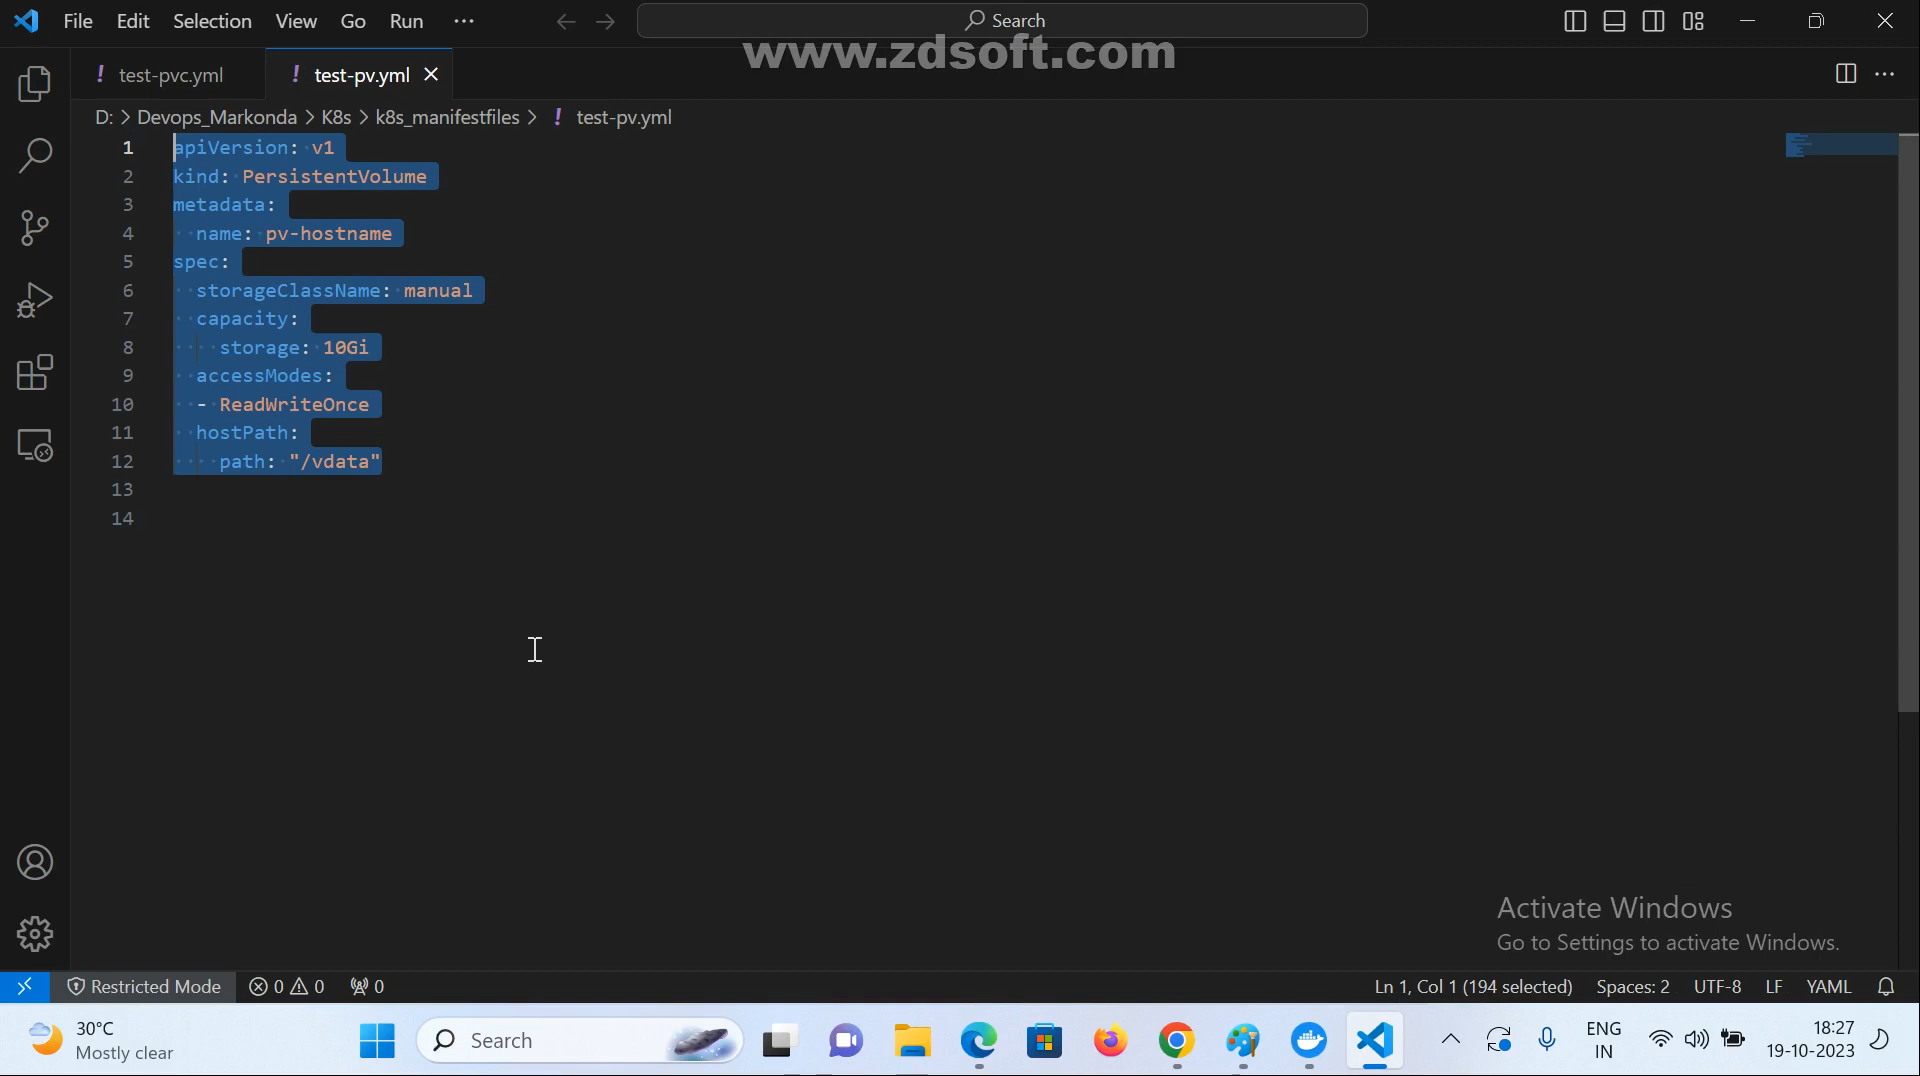 File Edit Selection View Go Run ···
Search
www.zdsoft.com
! test-pvc.yml
! test-pv.yml
D: > Devops_Markonda > K8s > k8s_manifestfiles > ! test-pv.yml
1 apiVersion: v1
2 kind: PersistentVolume
3 metadata:
4 name: pv-hostname
5 spec:
6 storageClassName: manual
7 capacity:
8 storage: 10Gi
9 accessModes:
10 - ReadWriteOnce
11 hostPath:
12 path: "/vdata"
13
14
Activate Windows
Go to Settings to activate Windows.
Restricted Mode 0 0 0 Ln 1, Col 1 (194 selected) Spaces: 2 UTF-8 LF YAML
30°C
Mostly clear
Search
ENG
IN
18:27
19-10-2023